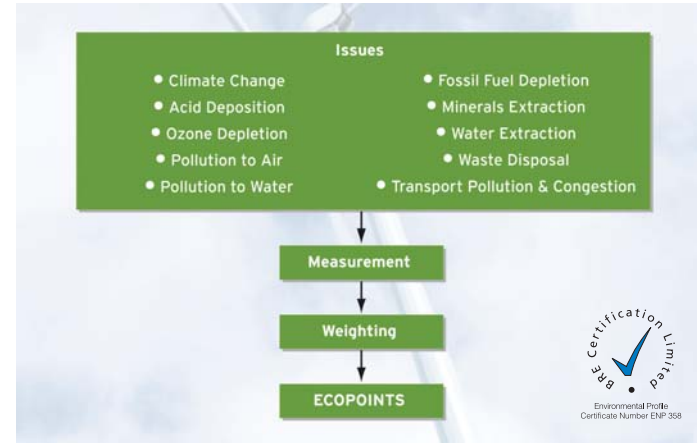 Issues
• Climate Change
• Acid Deposition
• Ozone Depletion
• Pollution to Air
• Pollution to Water
• Fossil Fuel Depletion
• Minerals Extraction
• Water Extraction
• Waste Disposal
• Transport Pollution & Congestion
Measurement
Weighting
ECOPOINTS
BRE Certification Limited
Environmental Profile
Certificate Number ENP 358